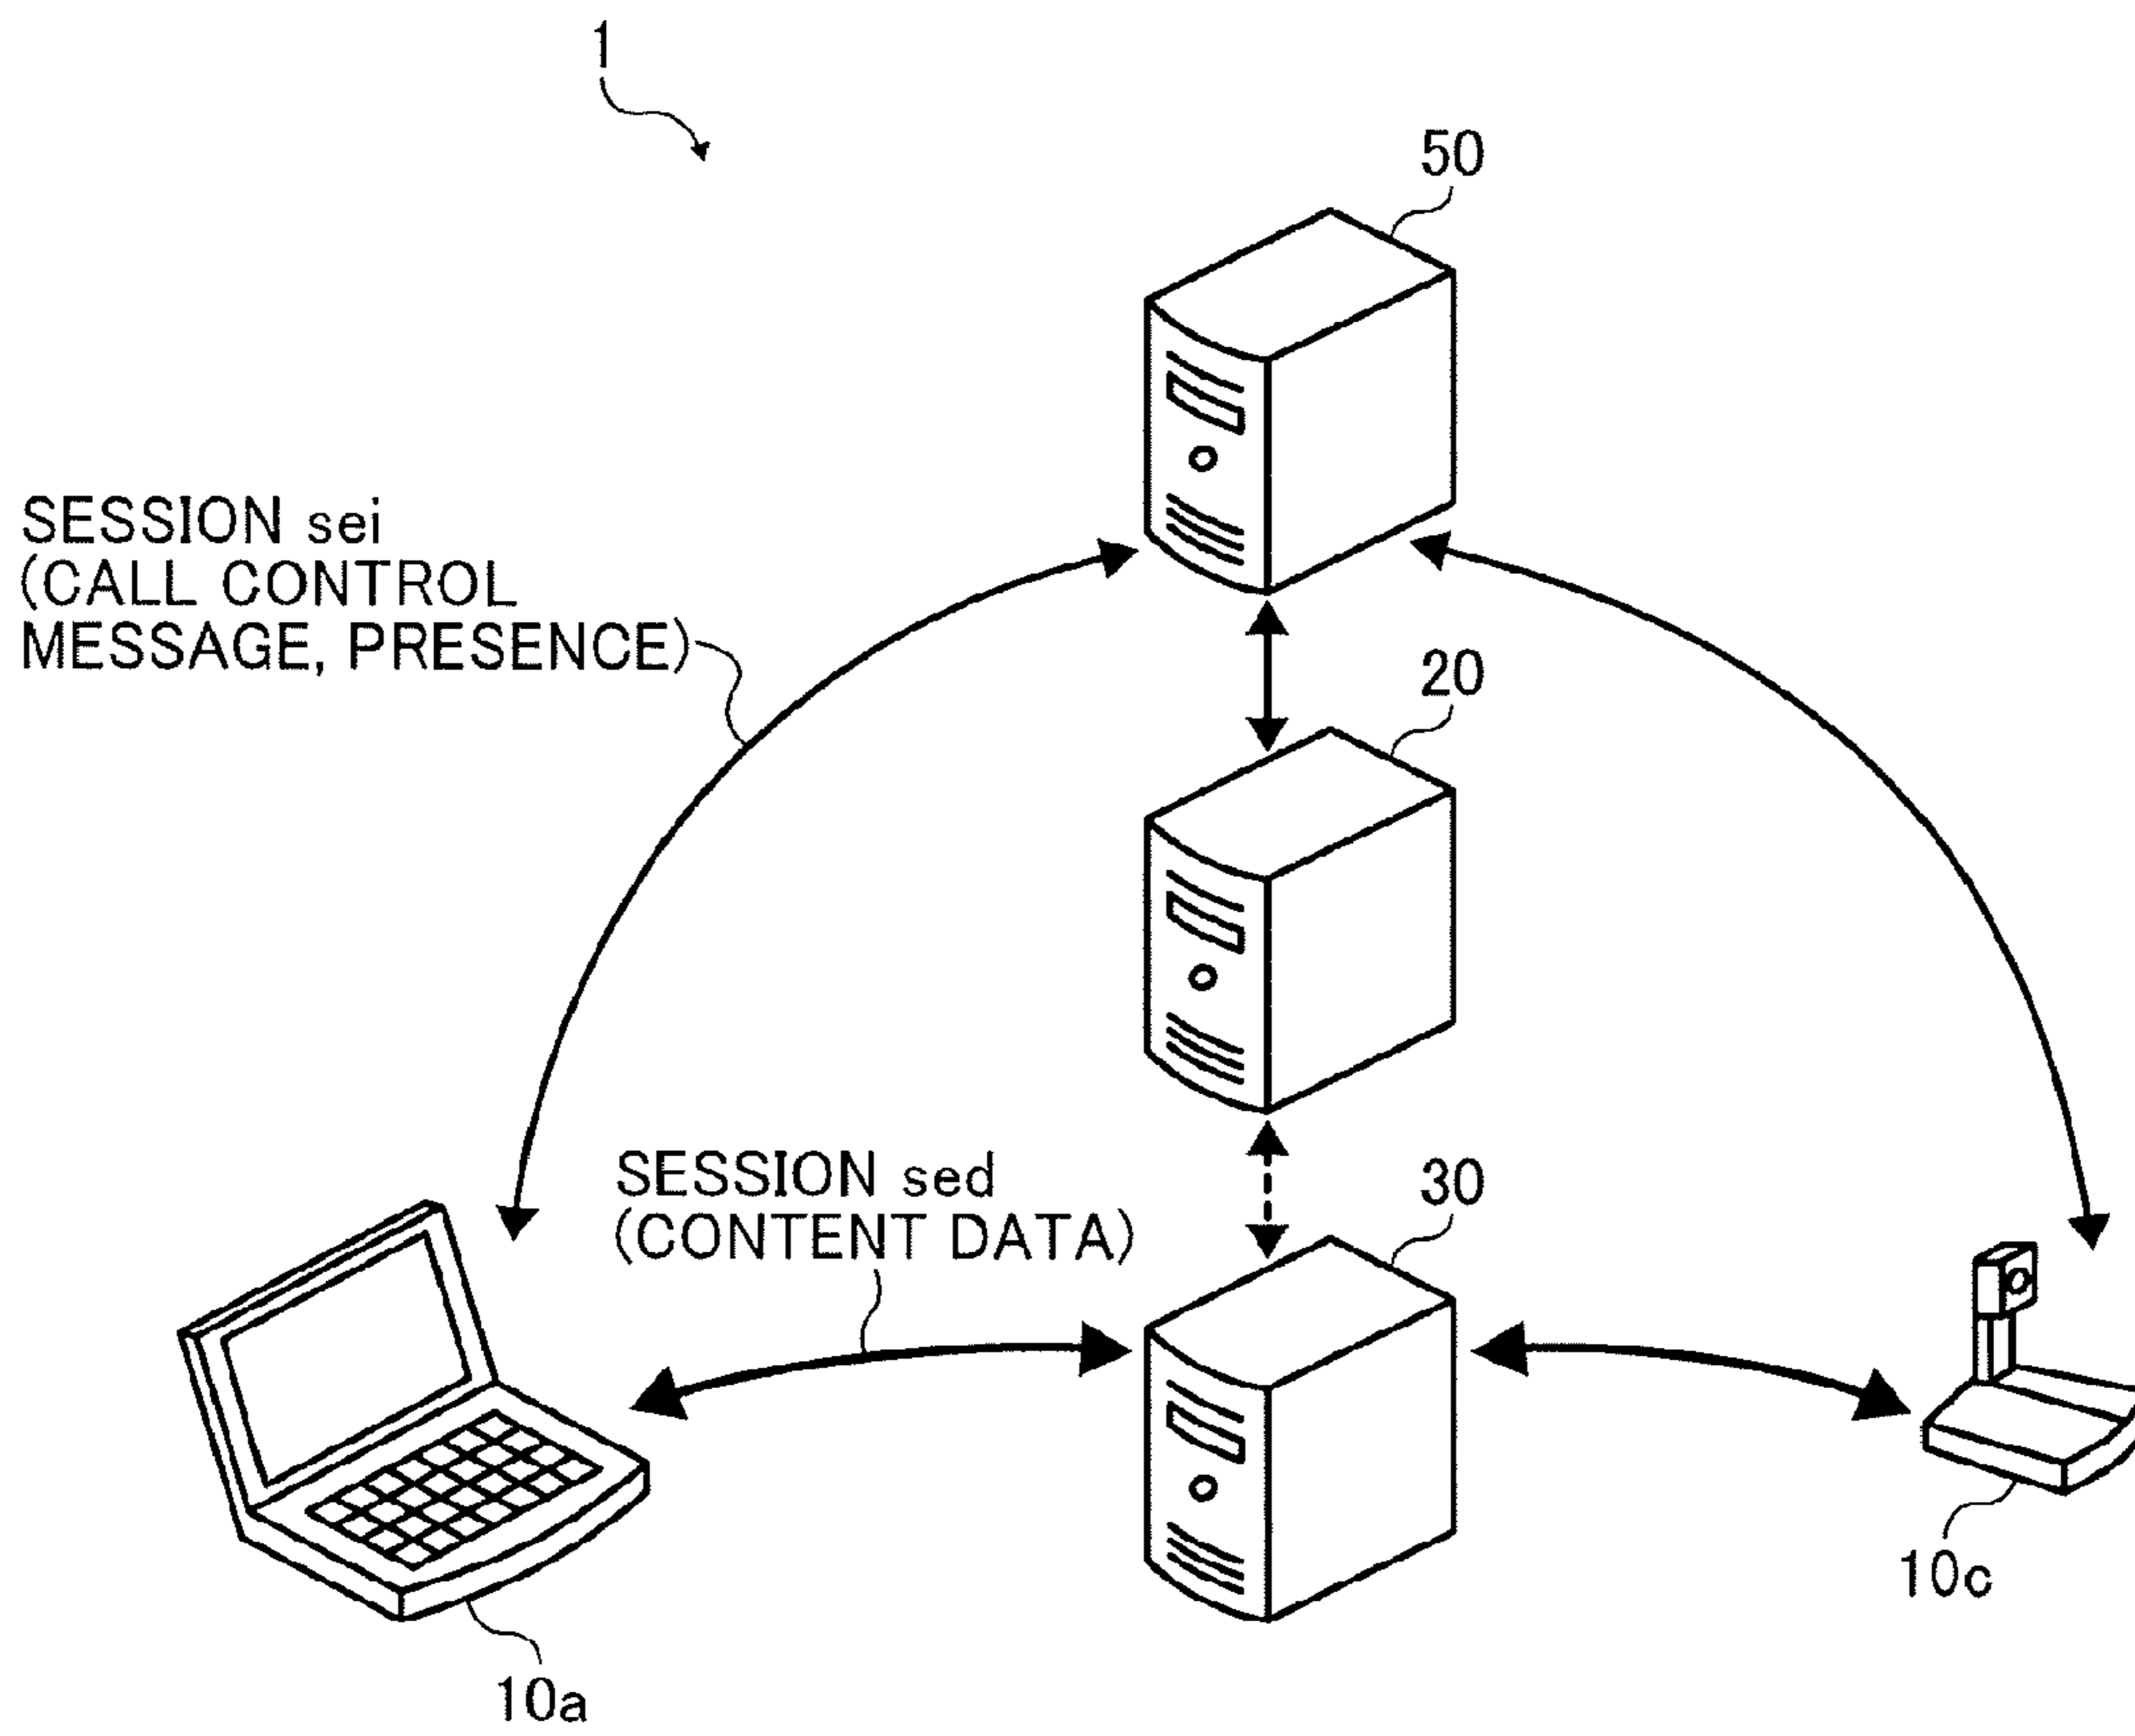 1
50
SESSION sei
(CALL CONTROL
MESSAGE, PRESENCE)
20
SESSION sed
(CONTENT DATA)
30
10c
10a